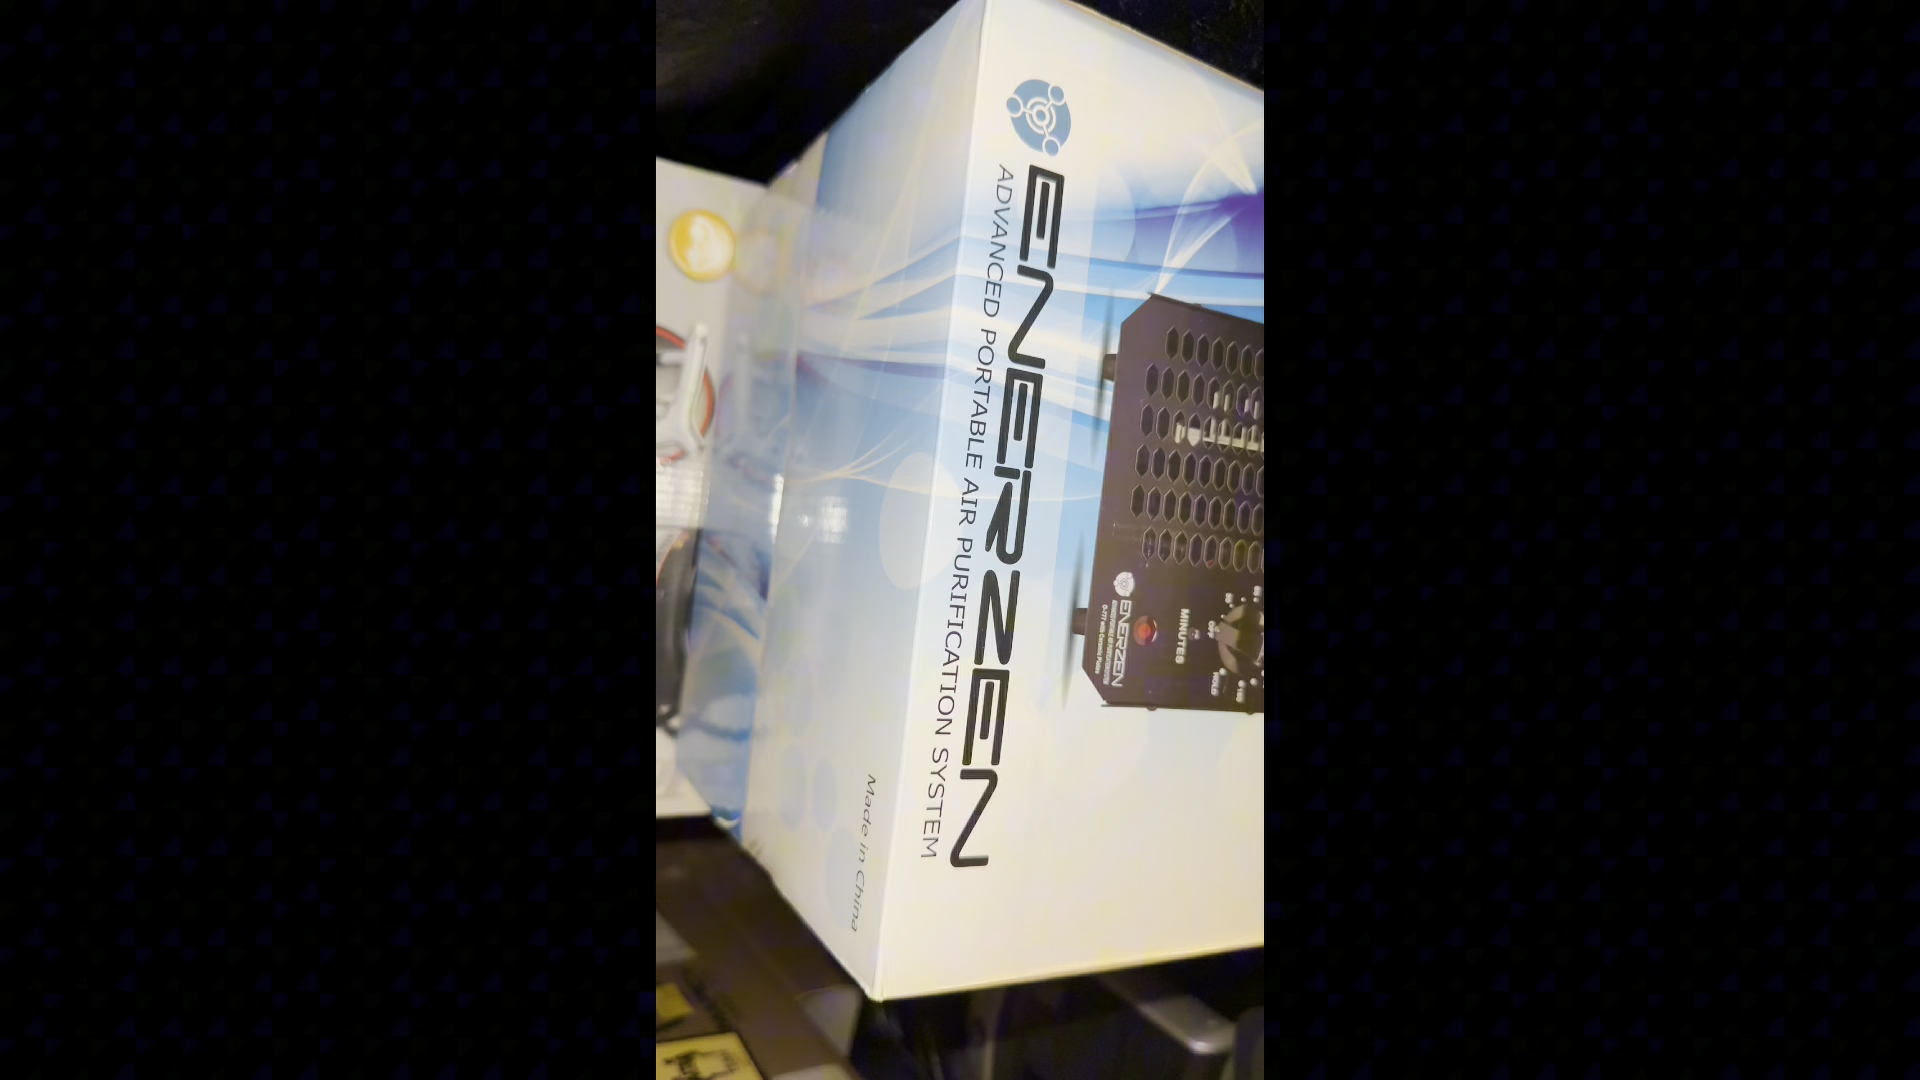 ENERZEN
ADVANCED PORTABLE AIR PURIFICATION SYSTEM
Made in China
ENERZEN
MINUTES
OFF
HOLD